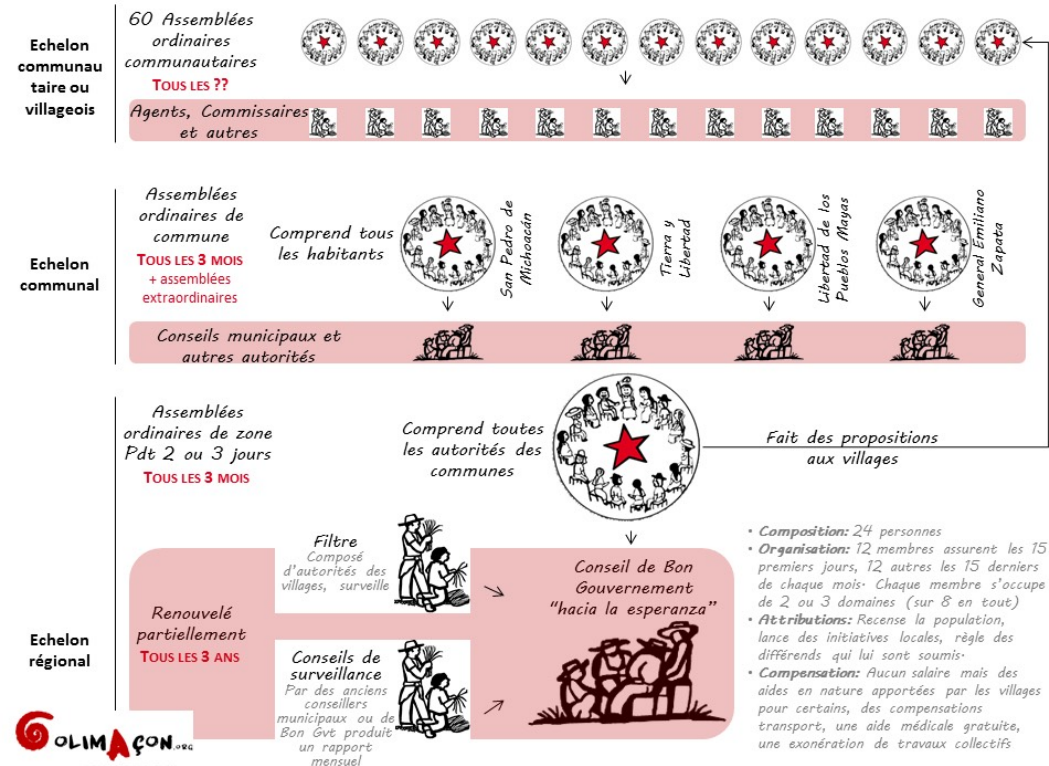 Echelon
communau
taire ou
villageois
60 Assemblées
ordinaires
communautaires
TOUS LES ??
Agents, Commissaires
et autres
Echelon
communal
Assemblées
ordinaires de
commune
TOUS LES 3 MOIS
+ assemblées
extraordinaires
Comprend tous
les habitants
San Pedro de
Michoacán
Tierra y
Libertad
Libertad de los
Pueblos Mayas
General Emiliano
Zapata
Conseils municipaux et
autres autorités
Echelon
régional
Assemblées
ordinaires de zone
Pdt 2 ou 3 jours
TOUS LES 3 MOIS
Comprend toutes
les autorités des
communes
Fait des propositions
aux villages
Renouvelé
partiellement
TOUS LES 3 ANS
Filtre
Composé
d'autorités des
villages, surveille
Conseils de
surveillance
Par des anciens
conseillers
municipaux ou de
Bon Gvt produit
un rapport
mensuel
Conseil de Bon
Gouvernement
"hacia la esperanza"
• Composition: 24 personnes
• Organisation: 12 membres assurent les 15
premiers jours, 12 autres les 15 derniers
de chaque mois. Chaque membre s'occupe
de 2 ou 3 domaines (sur 8 en tout)
• Attributions: Recense la population,
lance des initiatives locales, règle des
différends qui lui sont soumis.
• Compensation: Aucun salaire mais des
aides en nature apportées par les villages
pour certains, des compensations
transport, une aide médicale gratuite,
une exonération de travaux collectifs
COLIMAÇON.ORG